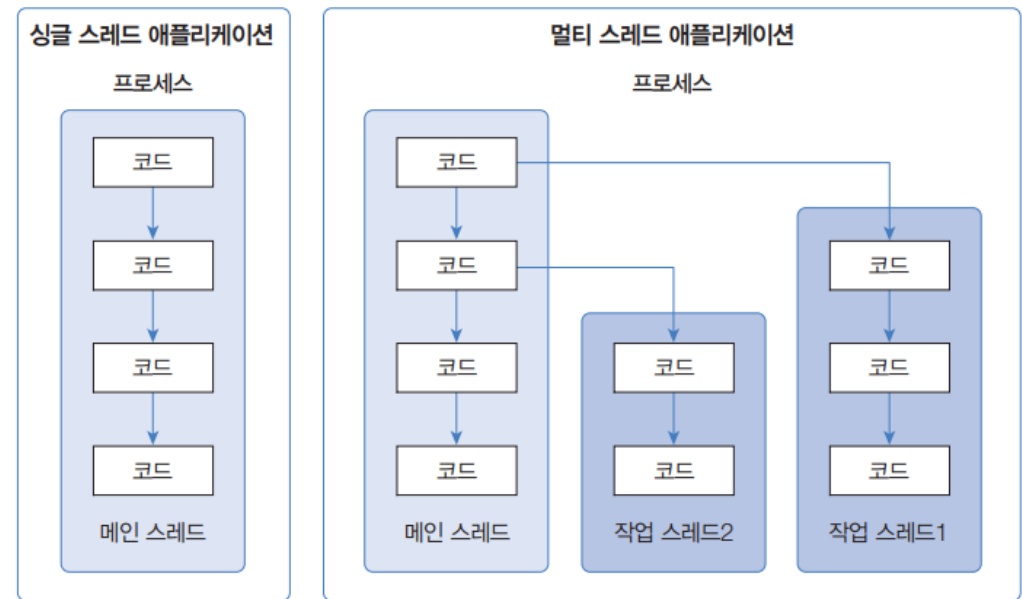 싱글 스레드 애플리케이션
프로세스
코드
코드
코드
코드
메인 스레드
멀티 스레드 애플리케이션
프로세스
코드
코드
코드
코드
메인 스레드
코드
코드
작업 스레드2
코드
코드
코드
작업 스레드1